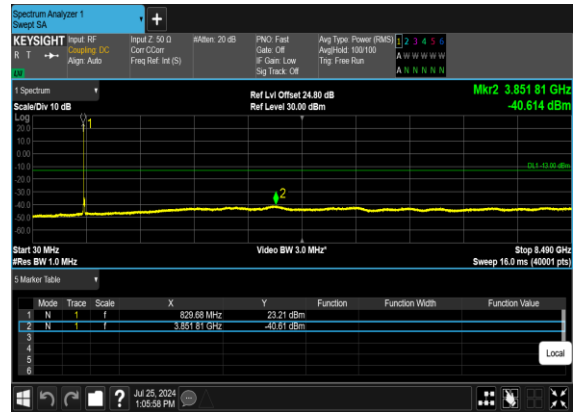 Spectrum Analyzer 1
Swept SA
+
KEYSIGHT Input: RF Input Z: 50 Ω #Atten: 20 dB PNO: Fast Avg Type: Power (RMS) 1 2 3 4 5 6
R T Coupling: DC Corr CCorr Gate: Off Avg|Hold: 100/100 A W W W W W
Align: Auto Freq Ref: Int (S) IF Gain: Low Trig: Free Run
LW Sig Track: Off A N N N N N
1 Spectrum Ref Lvl Offset 24.80 dB Mkr2 3.851 81 GHz
Scale/Div 10 dB Ref Level 30.00 dBm -40.614 dBm
Log
1
20.0
10.0
0.00
-10.0
DL1 -13.00 dBm
-20.0
-30.0
2
-40.0
-50.0
-60.0
Start 30 MHz Video BW 3.0 MHz* Stop 8.490 GHz
#Res BW 1.0 MHz Sweep 16.0 ms (40001 pts)
5 Marker Table
Mode Trace Scale X Y Function Function Width Function Value
1 N 1 f 829.68 MHz 23.21 dBm
2 N 1 f 3.851 81 GHz -40.61 dBm
3
4
5
6
Local
? Jul 25, 2024
1:05:58 PM